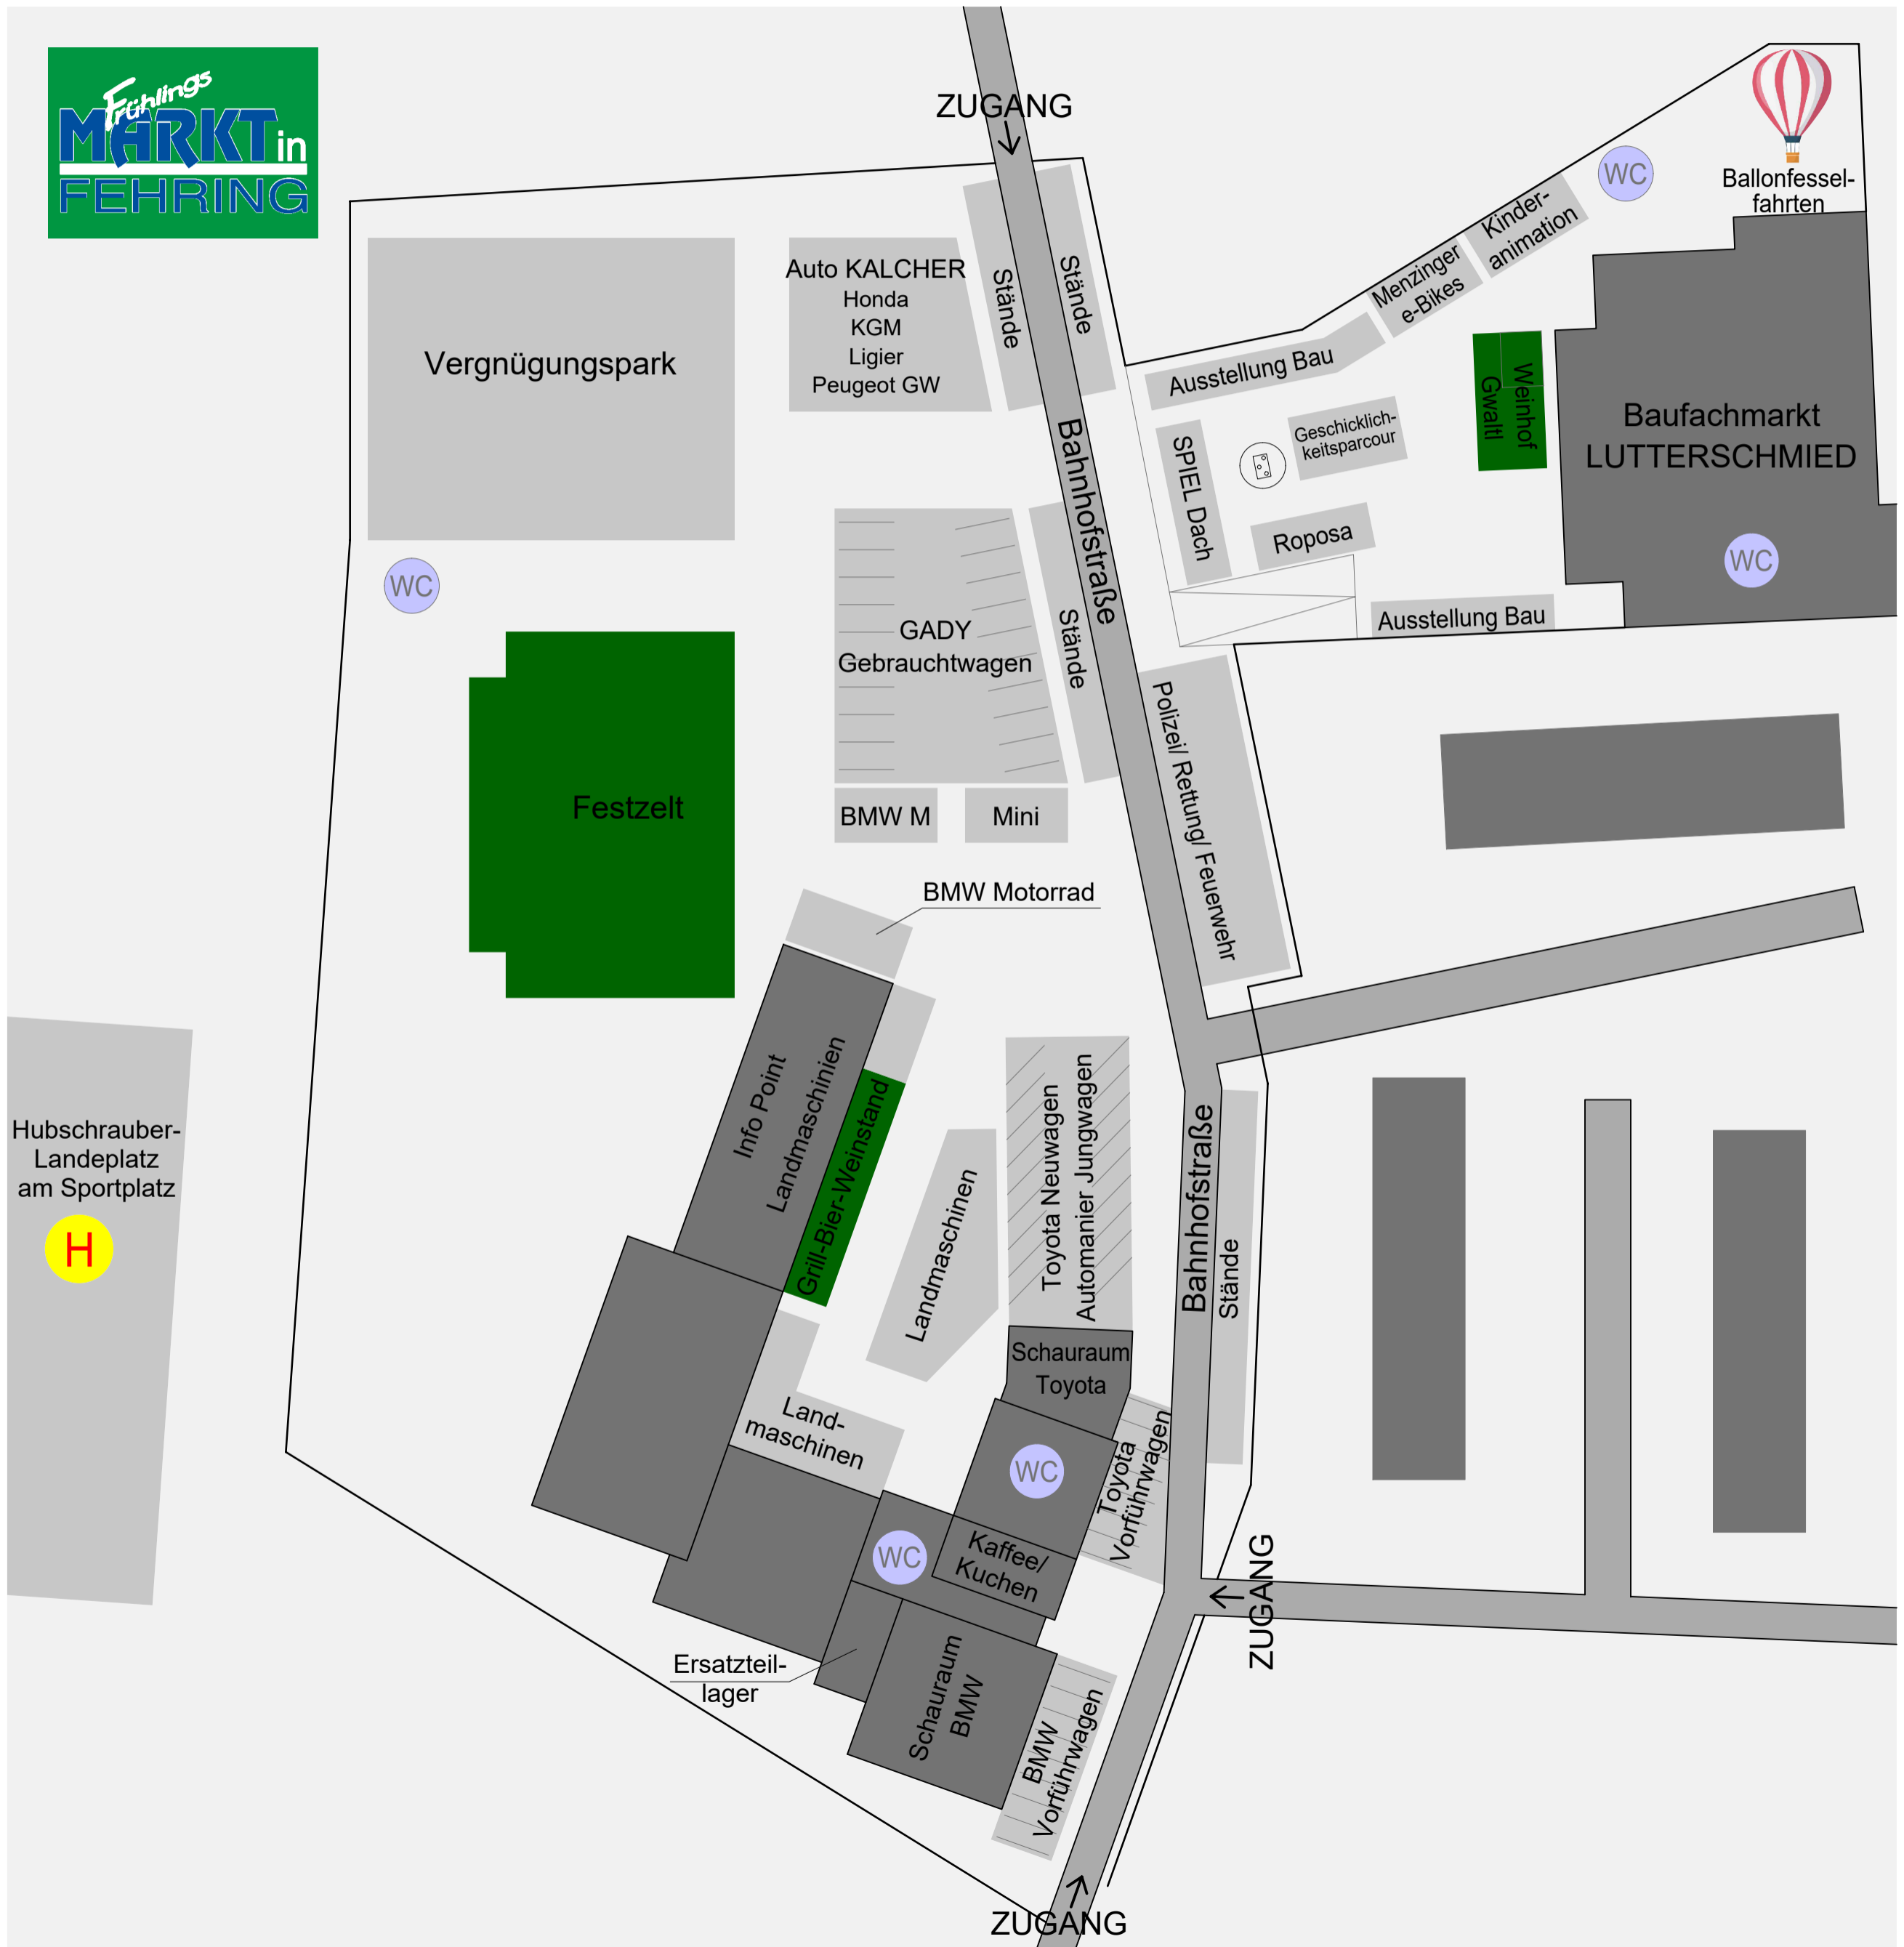 Frühlings
MARKT in
FEHRING
ZUGANG
Ballonfessel-
fahrten
WC
Kinder-
animation
Menzinger
e-Bikes
Ausstellung Bau
Stände
Stände
Auto KALCHER
Honda
KGM
Ligier
Peugeot GW
Vergnügungspark
Bahnhofstraße
SPIEL Dach
Geschicklich-
keitsparcour
Roposa
Weinhof
Gwaltl
Baufachmarkt
LUTTERSCHMIED
WC
Ausstellung Bau
WC
GADY
Gebrauchtwagen
Stände
Polizei/ Rettung/ Feuerwehr
Festzelt
BMW M
Mini
BMW Motorrad
Info Point
Landmaschinien
Grill-Bier-Weinstand
Landmaschinen
Toyota Neuwagen
Automanier Jungwagen
Bahnhofstraße
Stände
Hubschrauber-
Landeplatz
am Sportplatz
H
Schauraum
Toyota
Land-
maschinen
WC
Toyota
Vorführwagen
WC
Kaffee/
Kuchen
ZUGANG
Ersatzteil-
lager
Schauraum
BMW
BMW
Vorführwagen
ZUGANG